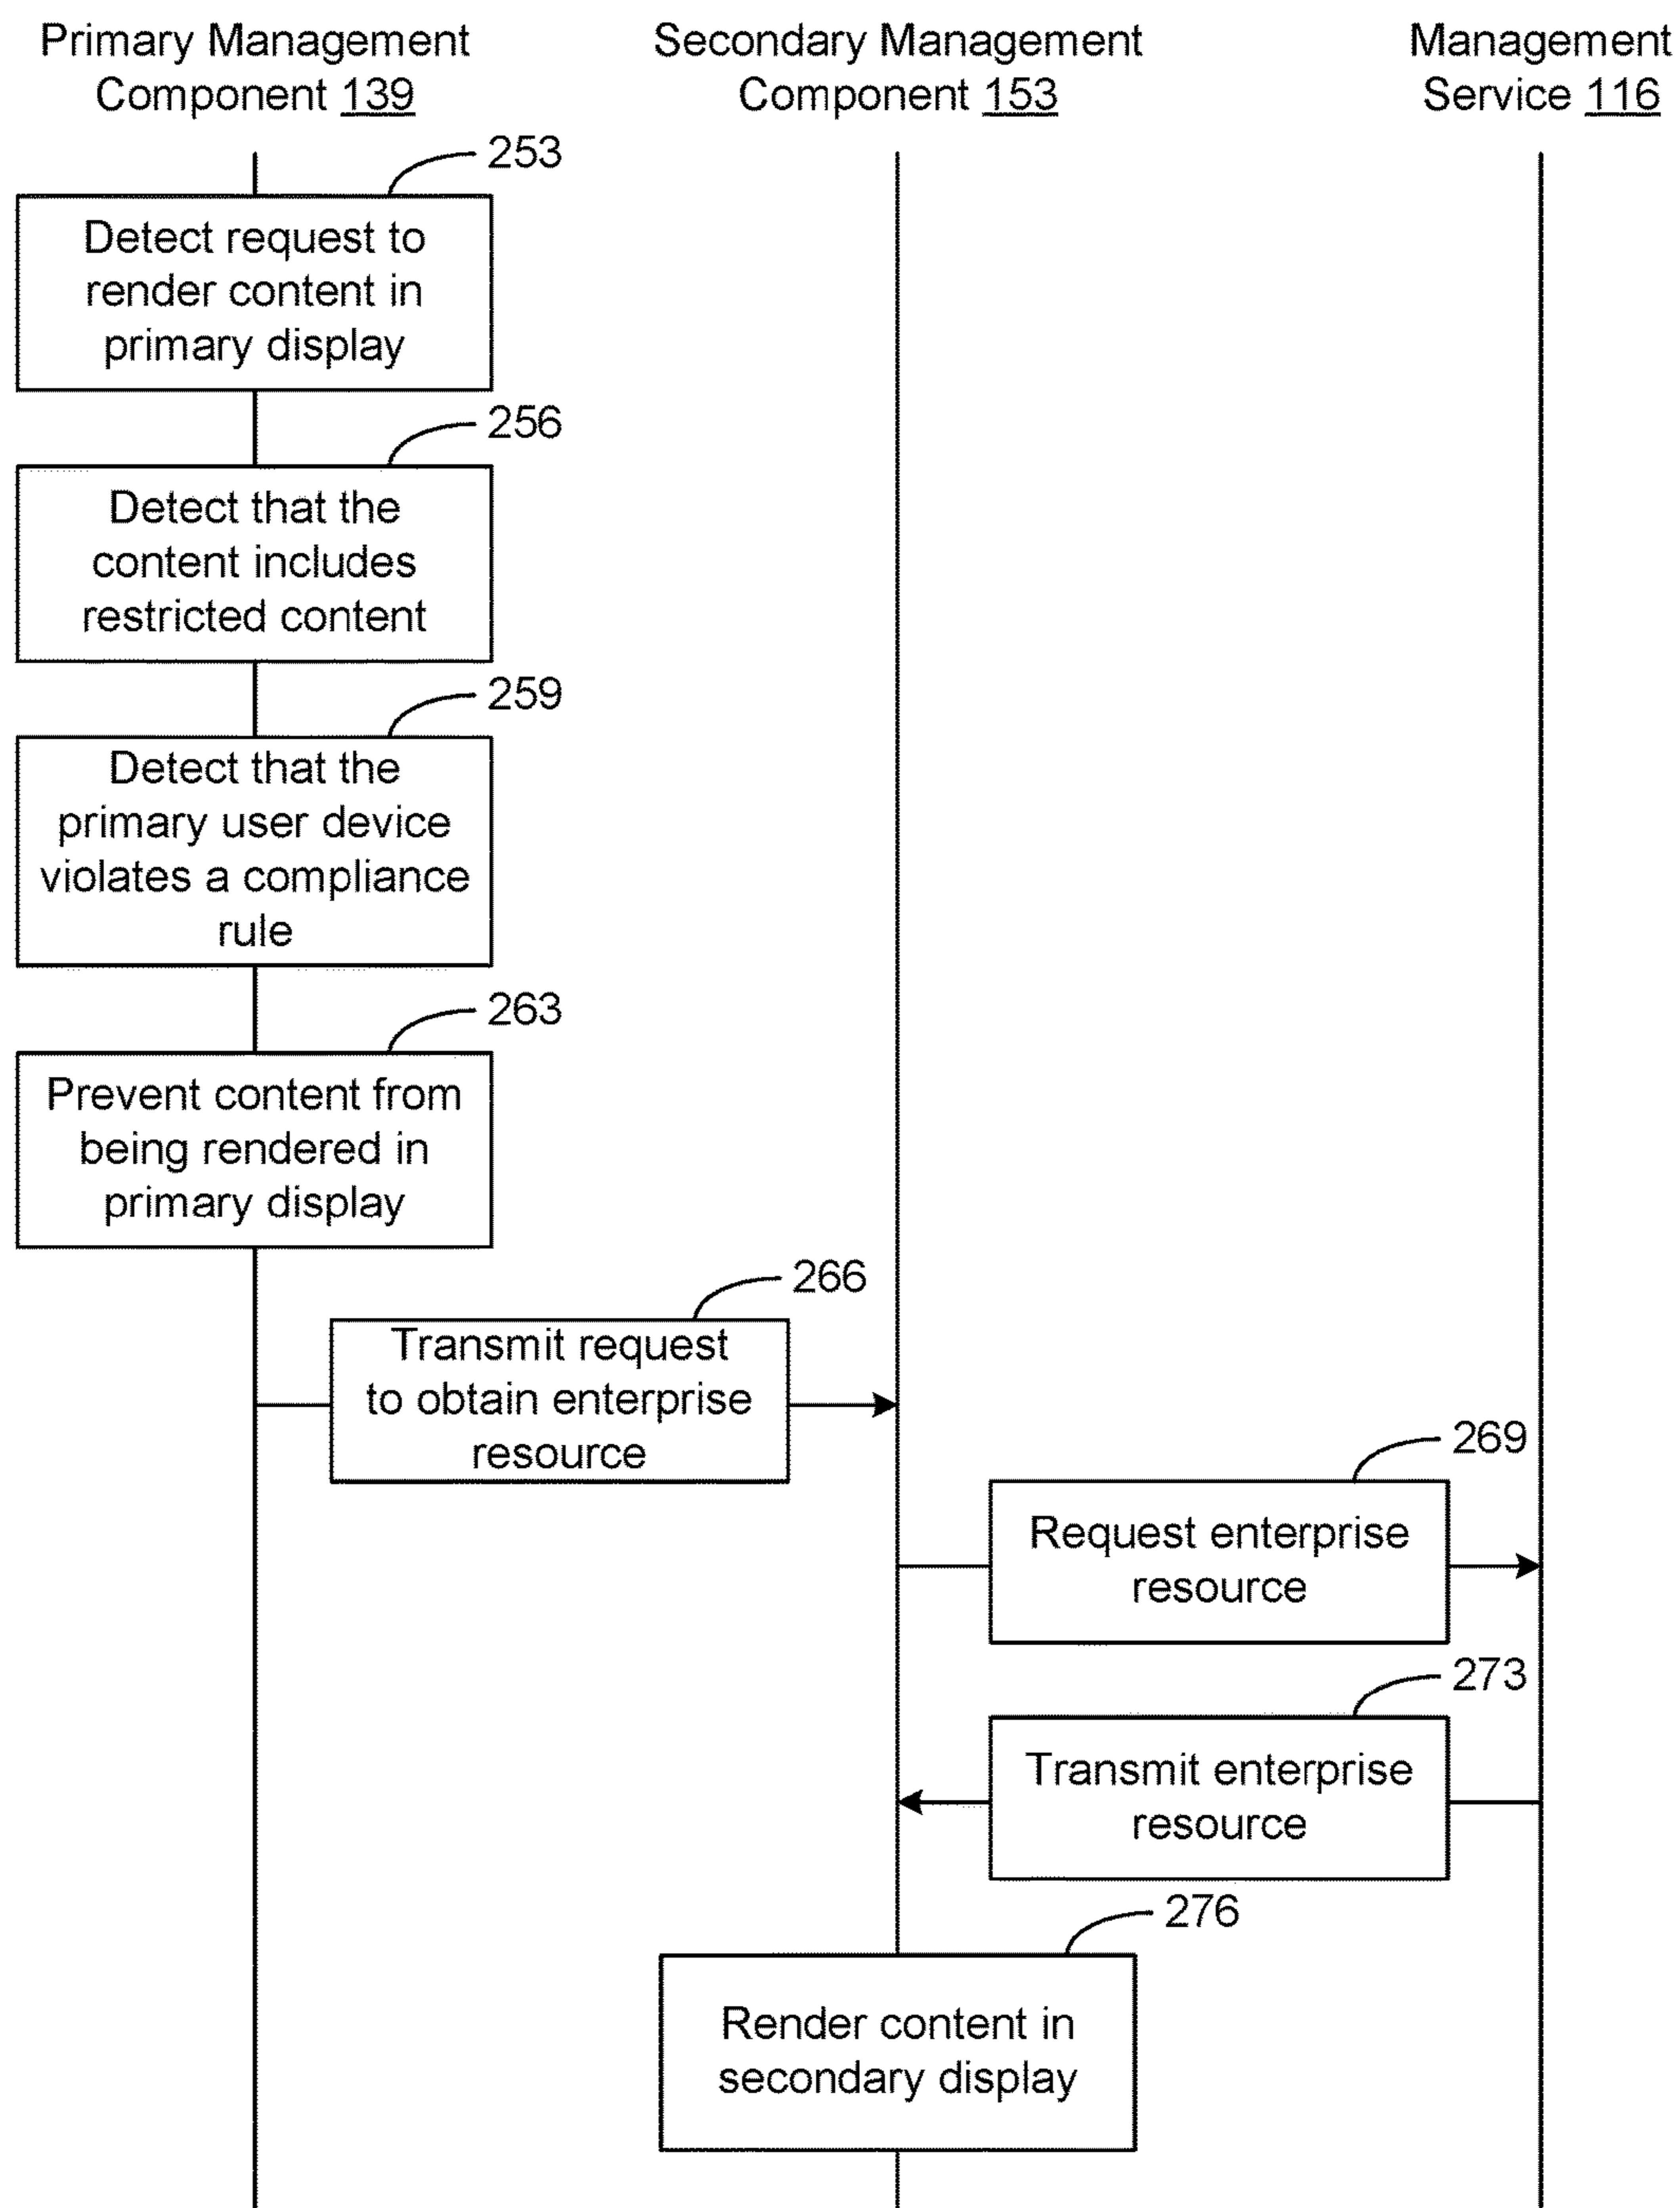 Primary Management
Component 139
Secondary Management
Component 153
Management
Service 116
253
Detect request to
render content in
primary display
256
Detect that the
content includes
restricted content
259
Detect that the
primary user device
violates a compliance
rule
263
Prevent content from
being rendered in
primary display
266
Transmit request
to obtain enterprise
resource
269
Request enterprise
resource
273
Transmit enterprise
resource
276
Render content in
secondary display